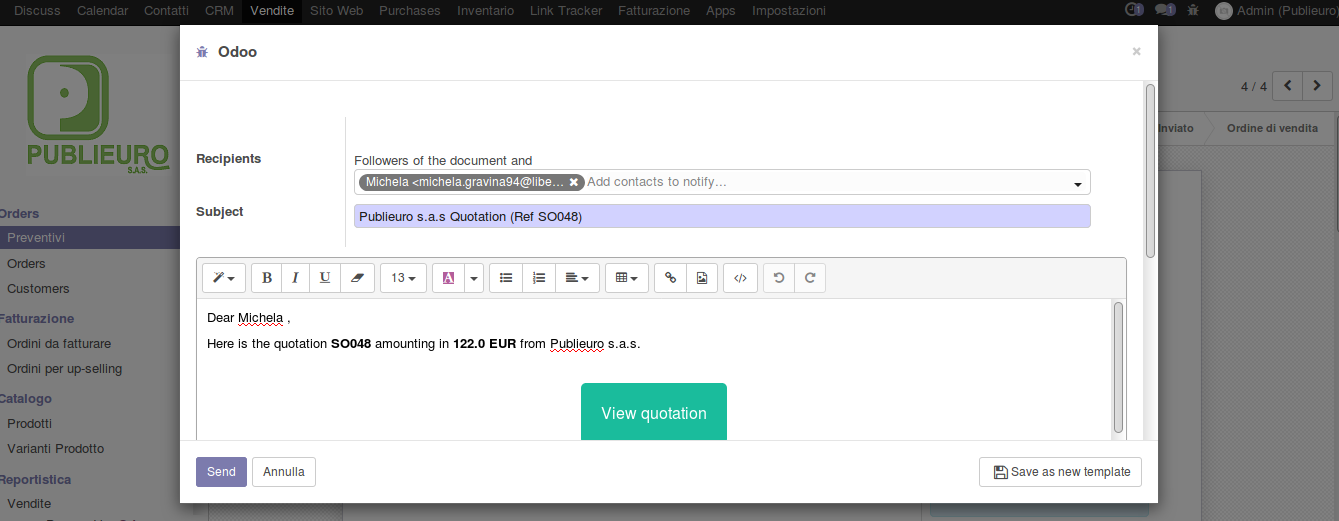 Discuss Calendar Contatti CRM Vendite Sito Web Purchases Inventario Link Tracker Fatturazione Apps Impostazioni 1 1 Admin (Publieuro)
Odoo ×
PUBLIEURO
S.A.S.
4 / 4
Inviato Ordine di vendita
Orders
Preventivi
Orders
Customers
Fatturazione
Ordini da fatturare
Ordini per up-selling
Catalogo
Prodotti
Varianti Prodotto
Reportistica
Vendite
Recipients
Followers of the document and
Michela <michela.gravina94@libe... × Add contacts to notify...
Subject
Publieuro s.a.s Quotation (Ref SO048)
B I U 13 A </>
Dear Michela ,
Here is the quotation SO048 amounting in 122.0 EUR from Publieuro s.a.s.
View quotation
Send Annulla Save as new template